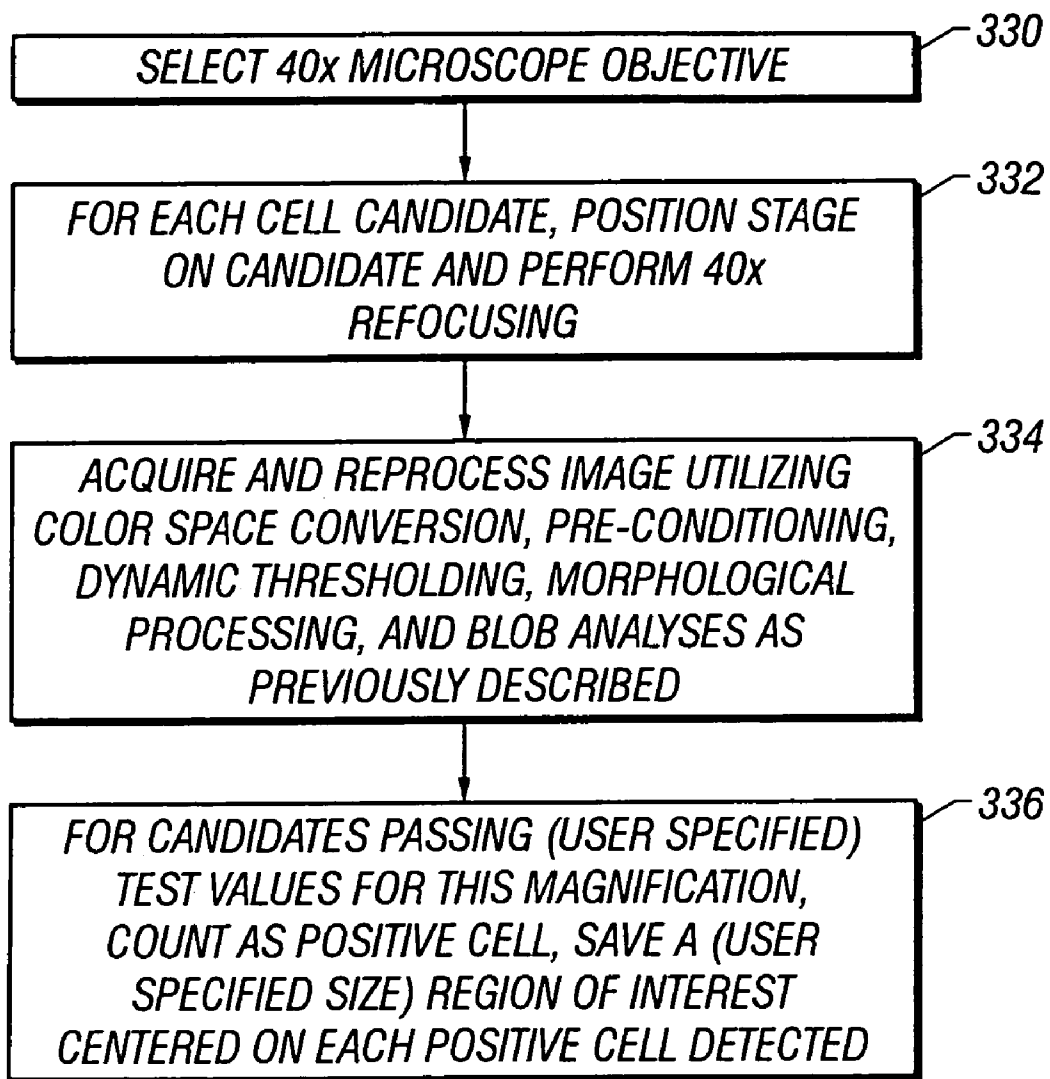 330
SELECT 40x MICROSCOPE OBJECTIVE
332
FOR EACH CELL CANDIDATE, POSITION STAGE
ON CANDIDATE AND PERFORM 40x
REFOCUSING
334
ACQUIRE AND REPROCESS IMAGE UTILIZING
COLOR SPACE CONVERSION, PRE-CONDITIONING,
DYNAMIC THRESHOLDING, MORPHOLOGICAL
PROCESSING, AND BLOB ANALYSES AS
PREVIOUSLY DESCRIBED
336
FOR CANDIDATES PASSING (USER SPECIFIED)
TEST VALUES FOR THIS MAGNIFICATION,
COUNT AS POSITIVE CELL, SAVE A (USER
SPECIFIED SIZE) REGION OF INTEREST
CENTERED ON EACH POSITIVE CELL DETECTED